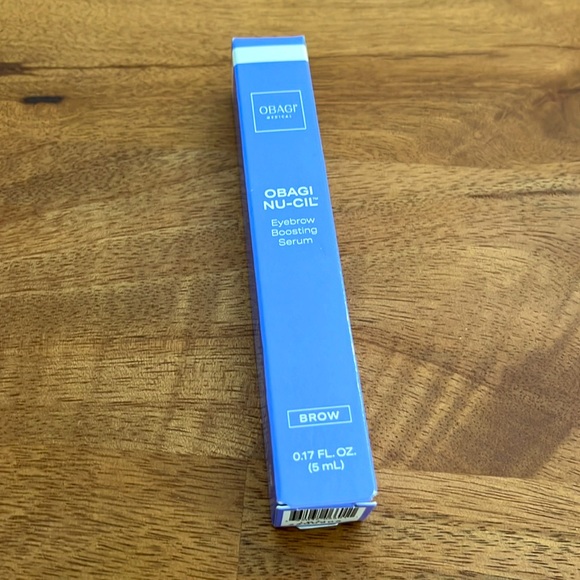 OBAGI
MEDICAL
OBAGI
NU-CIL™
Eyebrow
Boosting
Serum
BROW
0.17 FL. OZ.
(5 mL)